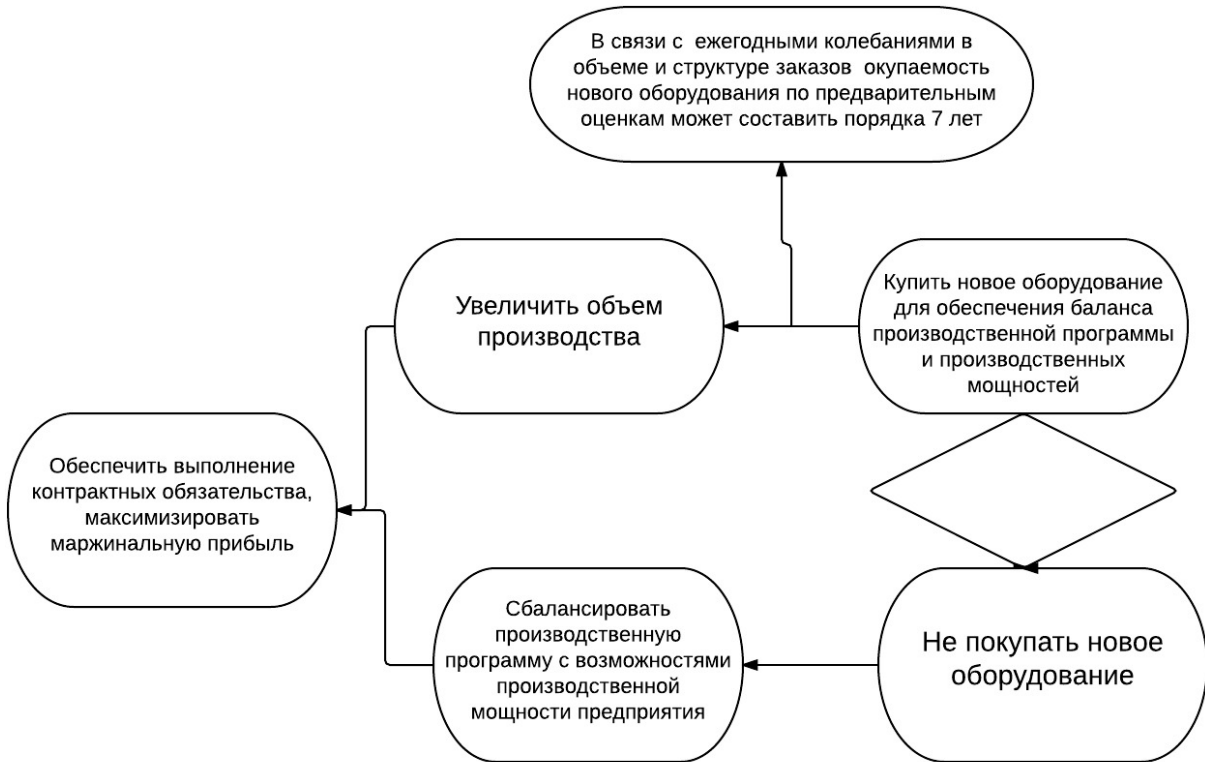 В связи с ежегодными колебаниями в
объеме и структуре заказов окупаемость
нового оборудования по предварительным
оценкам может составить порядка 7 лет
Увеличить объем
производства
Купить новое оборудование
для обеспечения баланса
производственной программы
и производственных
мощностей
Обеспечить выполнение
контрактных обязательства,
максимизировать
маржинальную прибыль
Сбалансировать
производственную
программу с возможностями
производственной
мощности предприятия
Не покупать новое
оборудование